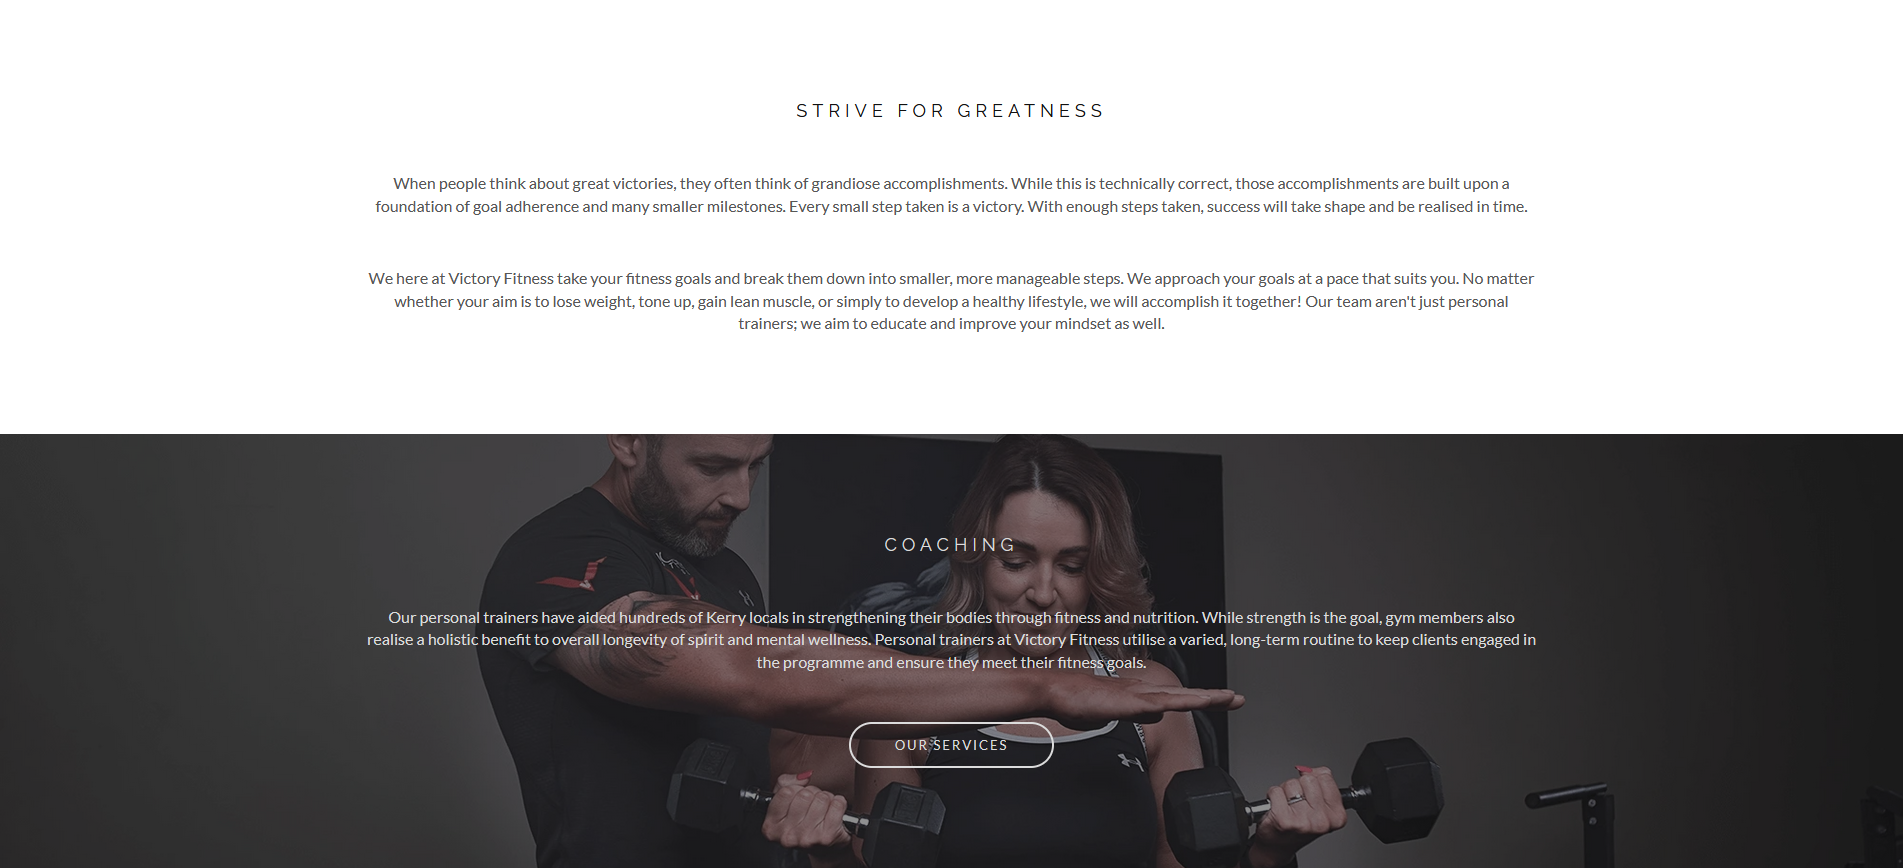 STRIVE FOR GREATNESS
When people think about great victories, they often think of grandiose accomplishments. While this is technically correct, those accomplishments are built upon a
foundation of goal adherence and many smaller milestones. Every small step taken is a victory. With enough steps taken, success will take shape and be realised in time.
We here at Victory Fitness take your fitness goals and break them down into smaller, more manageable steps. We approach your goals at a pace that suits you. No matter
whether your aim is to lose weight, tone up, gain lean muscle, or simply to develop a healthy lifestyle, we will accomplish it together! Our team aren't just personal
trainers; we aim to educate and improve your mindset as well.
COACHING
Our personal trainers have aided hundreds of Kerry locals in strengthening their bodies through fitness and nutrition. While strength is the goal, gym members also
realise a holistic benefit to overall longevity of spirit and mental wellness. Personal trainers at Victory Fitness utilise a varied, long-term routine to keep clients engaged in
the programme and ensure they meet their fitness goals.
OUR SERVICES